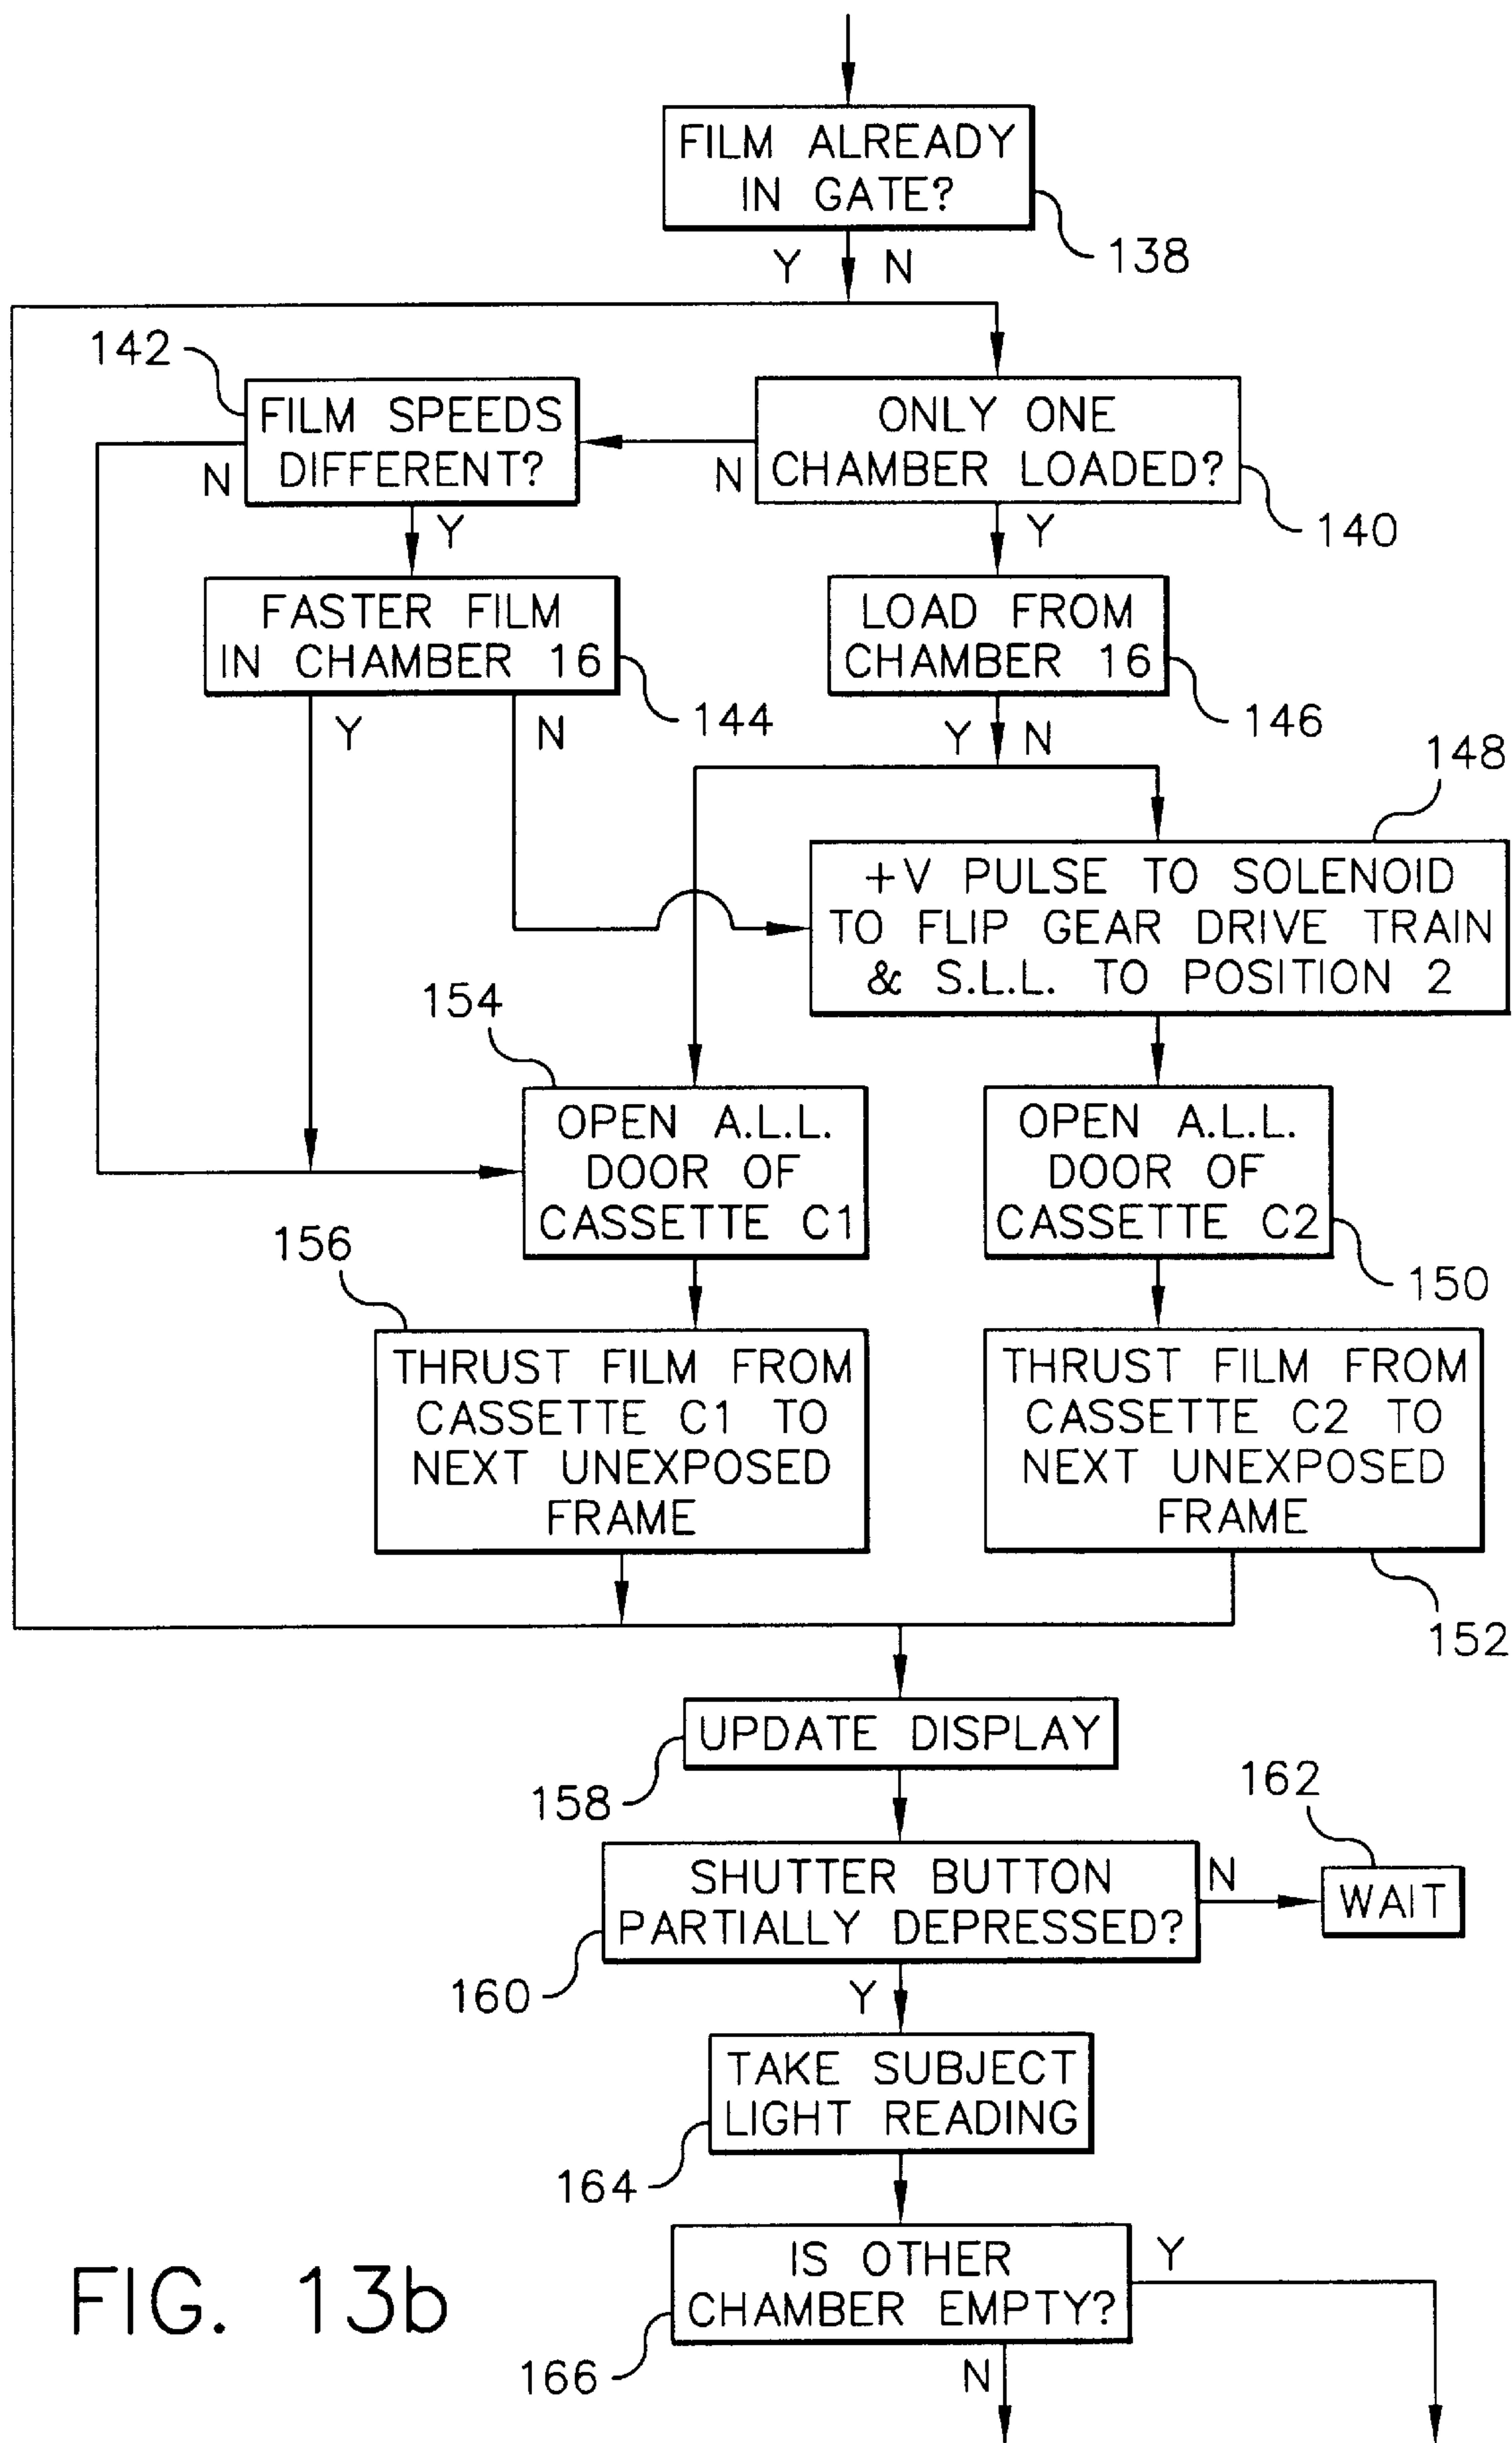 FILM ALREADY
IN GATE?
138
Y N
142
FILM SPEEDS
DIFFERENT?
N
Y
ONLY ONE
CHAMBER LOADED?
N
140
Y
FASTER FILM
IN CHAMBER 16
144
Y
N
LOAD FROM
CHAMBER 16
146
Y N
148
+V PULSE TO SOLENOID
TO FLIP GEAR DRIVE TRAIN
& S.L.L. TO POSITION 2
154
OPEN A.L.L.
DOOR OF
CASSETTE C1
OPEN A.L.L.
DOOR OF
CASSETTE C2
150
156
THRUST FILM FROM
CASSETTE C1 TO
NEXT UNEXPOSED
FRAME
THRUST FILM FROM
CASSETTE C2 TO
NEXT UNEXPOSED
FRAME
152
UPDATE DISPLAY
158
162
SHUTTER BUTTON
PARTIALLY DEPRESSED?
N
WAIT
160
Y
TAKE SUBJECT
LIGHT READING
164
IS OTHER
CHAMBER EMPTY?
Y
166
N
FIG. 13b